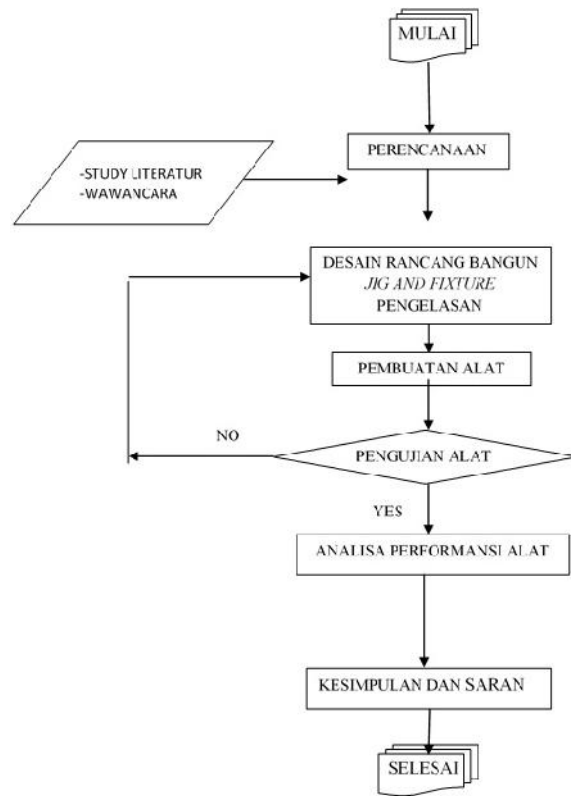 MULAI
PERENCANAAN
-STUDY LITERATUR
-WAWANCARA
DESAIN RANCANG BANGUN
JIG AND FIXTURE
PENGELASAN
PEMBUATAN ALAT
NO
PENGUJIAN ALAT
YES
ANALISA PERFORMANSI ALAT
KESIMPULAN DAN SARAN
SELESAI